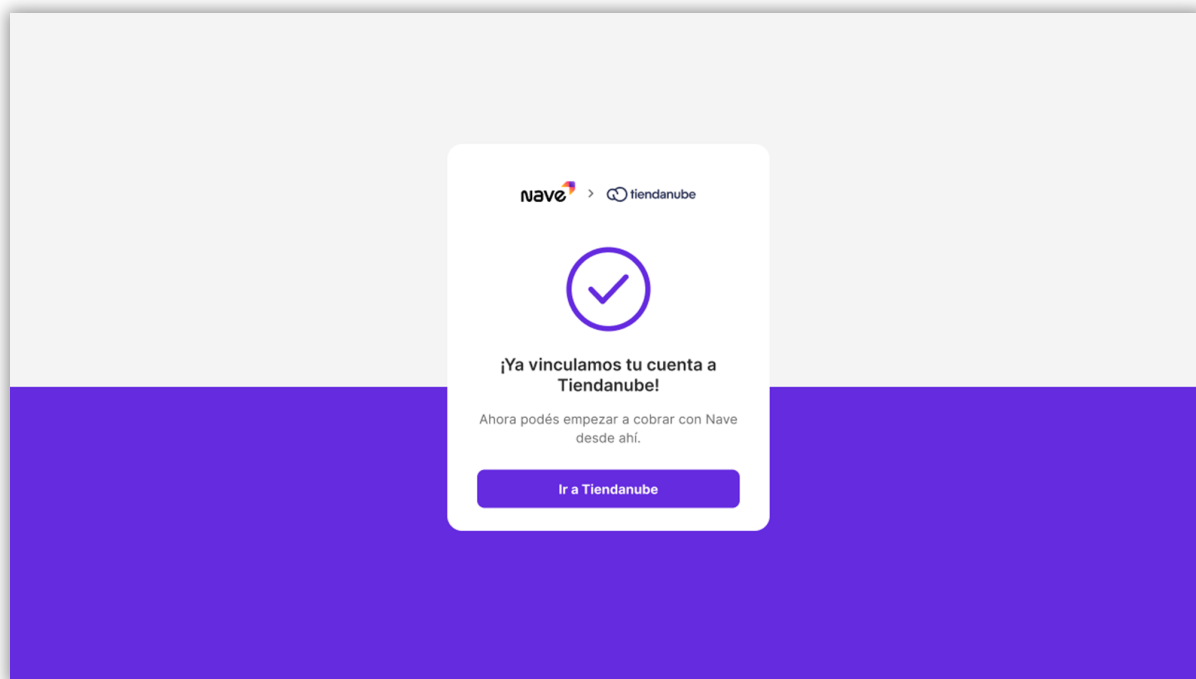 nave > tiendanube
¡Ya vinculamos tu cuenta a
Tiendanube!
Ahora podés empezar a cobrar con Nave
desde ahí.
Ir a Tiendanube